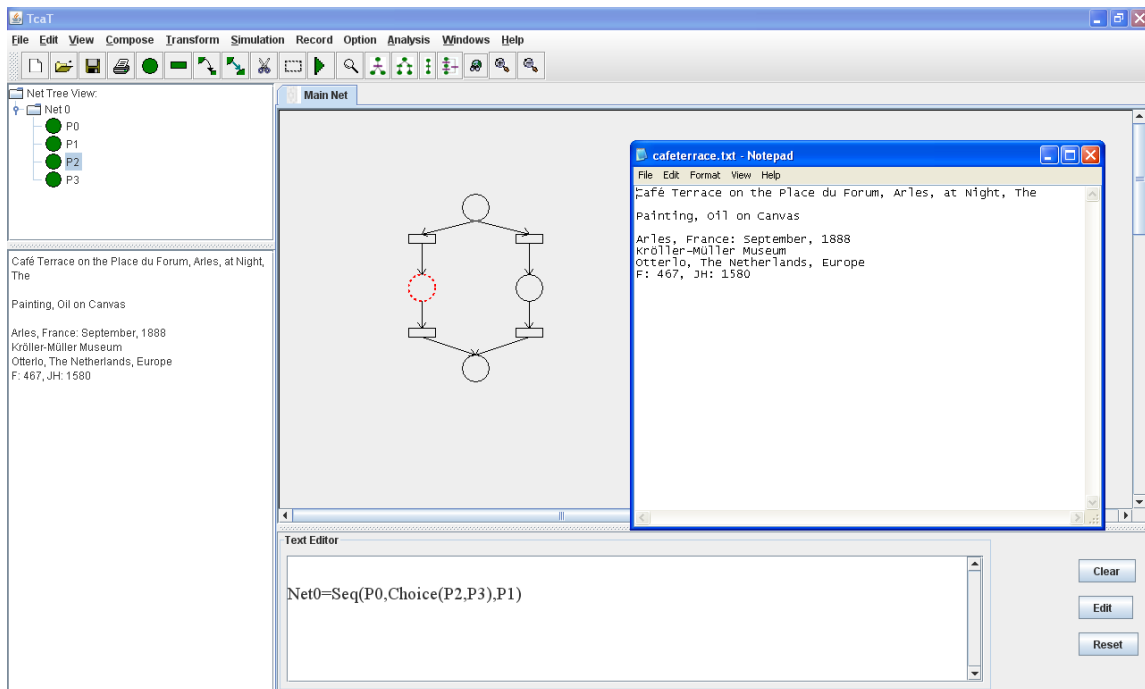 TcaT
File Edit View Compose Transform Simulation Record Option Analysis Windows Help
Net Tree View:
Net 0
P0
P1
P2
P3
Café Terrace on the Place du Forum, Arles, at Night,
The
Painting, Oil on Canvas
Arles, France: September, 1888
Kröller-Müller Museum
Otterlo, The Netherlands, Europe
F: 467, JH: 1580
Main Net
cafeterrace.txt - Notepad
File Edit Format View Help
Café Terrace on the Place du Forum, Arles, at Night, The
Painting, Oil on Canvas
Arles, France: September, 1888
Kröller-Müller Museum
Otterlo, The Netherlands, Europe
F: 467, JH: 1580
Text Editor
Net0=Seq(P0,Choice(P2,P3),P1)
Clear
Edit
Reset